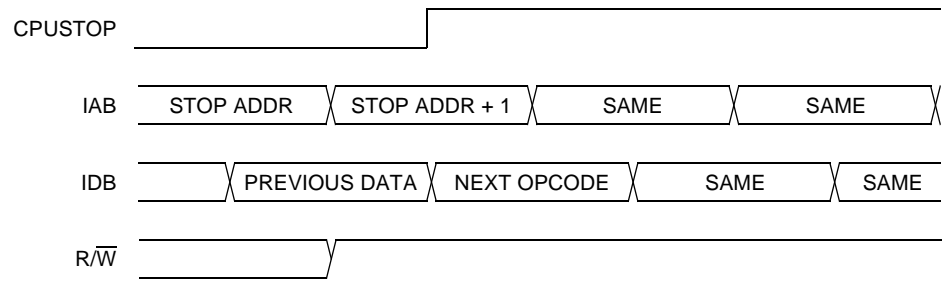 CPUSTOP
IAB STOP ADDR STOP ADDR + 1 SAME SAME
IDB PREVIOUS DATA NEXT OPCODE SAME SAME
R/W̅